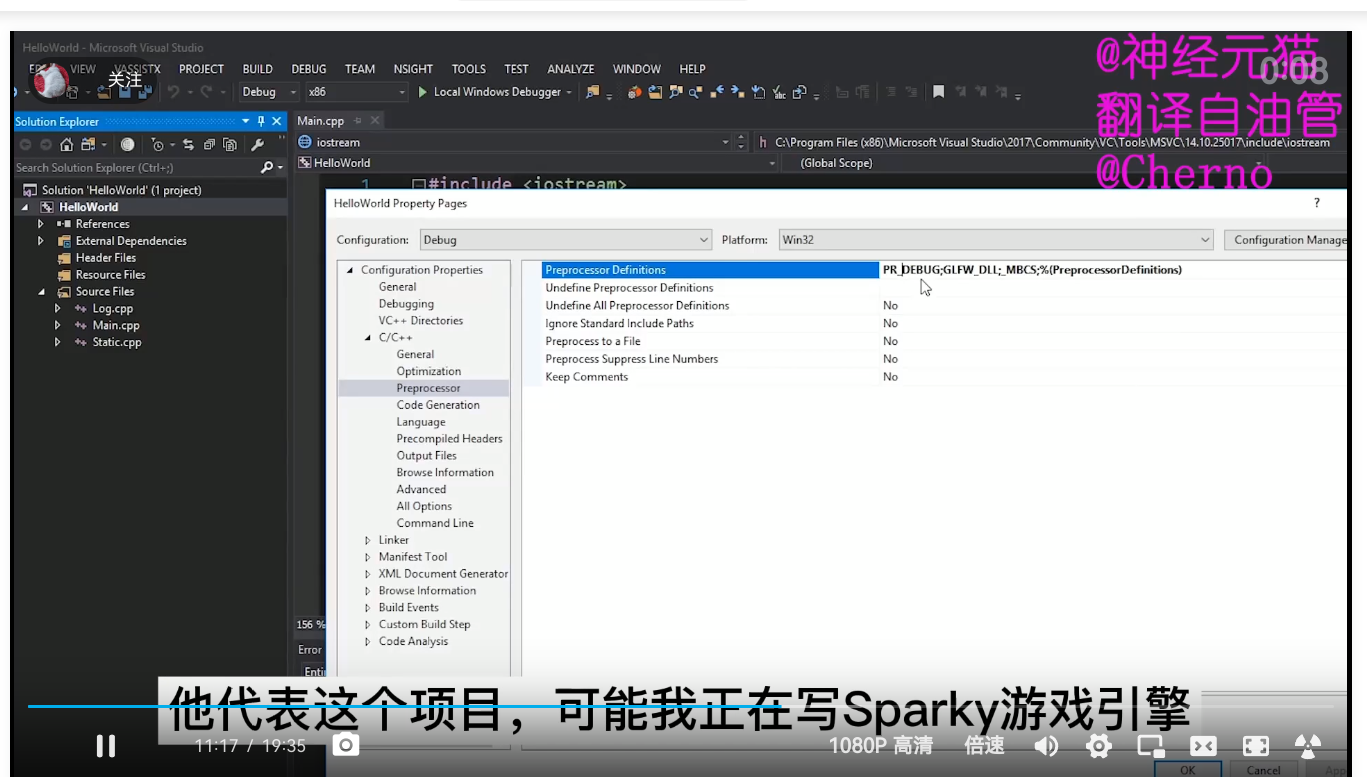 HelloWorld - Microsoft Visual Studio
VIEW VASSISTX PROJECT BUILD DEBUG TEAM NSIGHT TOOLS TEST ANALYZE WINDOW HELP
关注
@神经元猫
0:08
Debug x86 Local Windows Debugger
翻译自油管
@Cherno
Solution Explorer
Main.cpp
iostream
h C:\Program Files (x86)\Microsoft Visual Studio\2017\Community\VC\Tools\MSVC\14.10.25017\include\iostream
Search Solution Explorer (Ctrl+;)
HelloWorld
(Global Scope)
1 #include <iostream>
Solution 'HelloWorld' (1 project)
HelloWorld
References
External Dependencies
Header Files
Resource Files
Source Files
Log.cpp
Main.cpp
Static.cpp
HelloWorld Property Pages
?
Configuration: Debug
Platform: Win32
Configuration Manage
Configuration Properties
General
Debugging
VC++ Directories
C/C++
General
Optimization
Preprocessor
Code Generation
Language
Precompiled Headers
Output Files
Browse Information
Advanced
All Options
Command Line
Linker
Manifest Tool
XML Document Generator
Browse Information
Build Events
Custom Build Step
Code Analysis
Preprocessor Definitions PR_DEBUG;GLFW_DLL;_MBCS;%(PreprocessorDefinitions)
Undefine Preprocessor Definitions
Undefine All Preprocessor Definitions No
Ignore Standard Include Paths No
Preprocess to a File No
Preprocess Suppress Line Numbers No
Keep Comments No
156 %
Error
Enti
他代表这个项目，可能我正在写Sparky游戏引擎
11:17 / 19:35
1080P 高清
倍速
OK
Cancel
App